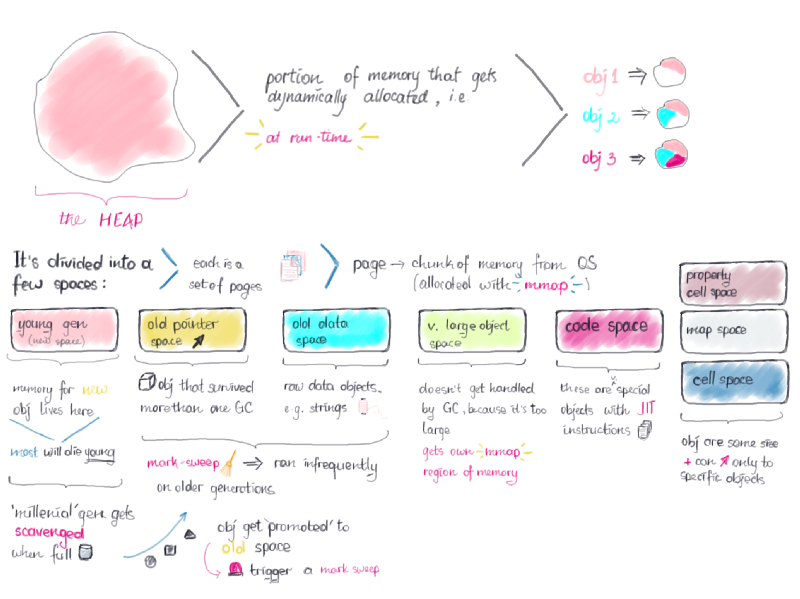 portion of memory that gets
dynamically allocated, i.e.
at run-time
obj 1 ⇒
obj 2 ⇒
obj 3 ⇒
the HEAP
It's divided into a
few spaces:
each is a
set of pages
page → chunk of memory from OS
(allocated with mmap)
young gen
(new space)
old pointer
space
old data
space
v. large object
space
code space
property
cell space
map space
cell space
memory for new
obj lives here
most will die young
'millenial' gen gets
scavenged
when full
obj that survived
more than one GC
raw data objects,
e.g. strings
mark-sweep ⇒ ran infrequently
on older generations
obj get 'promoted' to
old space
trigger a mark sweep
doesn't get handled
by GC, because it's too
large
gets own mmap
region of memory
these are special
objects with JIT
instructions
obj are same size
+ can ↗ only to
specific objects